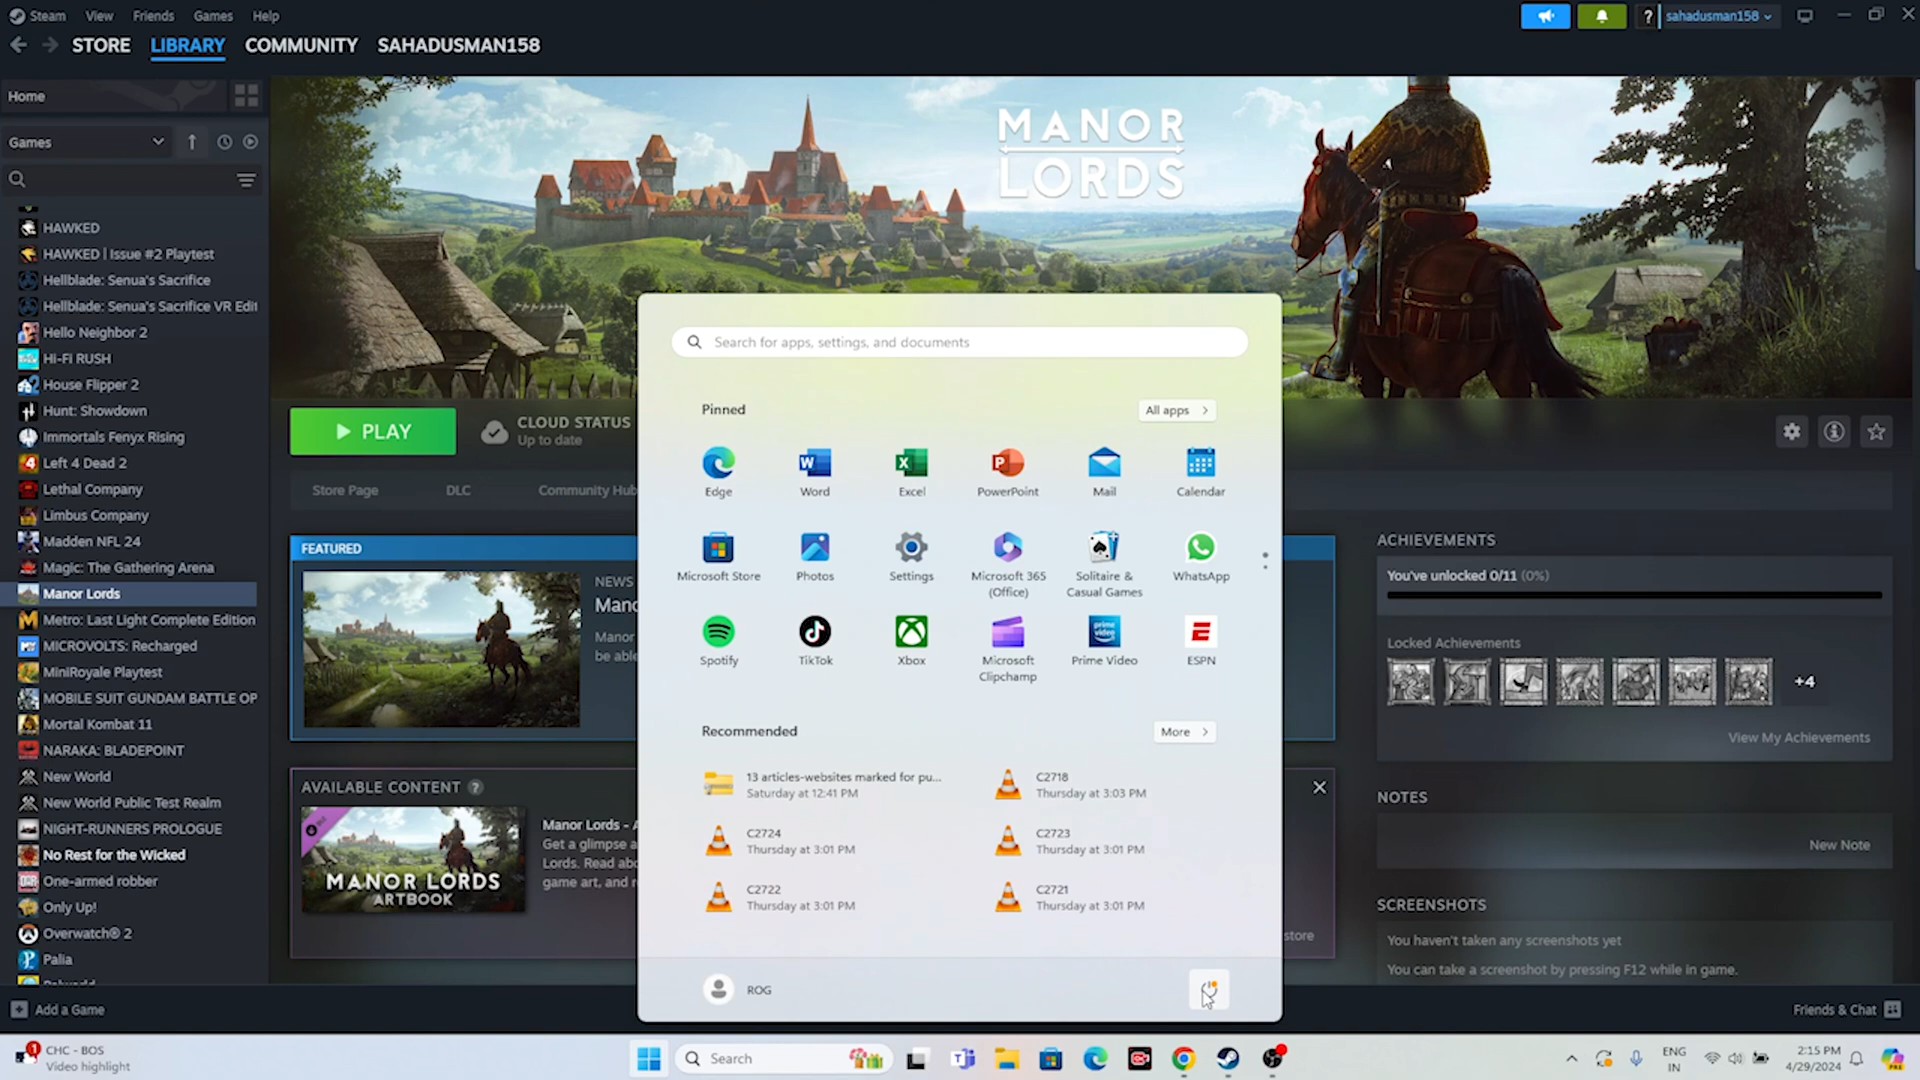 Steam View Friends Games Help
? sahadusman158
STORE LIBRARY COMMUNITY SAHADUSMAN158
Home
Games
HAWKED
HAWKED | Issue #2 Playtest
Hellblade: Senua's Sacrifice
Hellblade: Senua's Sacrifice VR Edit
Hello Neighbor 2
Hi-Fi RUSH
House Flipper 2
Hunt: Showdown
Immortals Fenyx Rising
Left 4 Dead 2
Lethal Company
Limbus Company
Madden NFL 24
Magic: The Gathering Arena
Manor Lords
Metro: Last Light Complete Edition
MICROVOLTS: Recharged
MiniRoyale Playtest
MOBILE SUIT GUNDAM BATTLE OP
Mortal Kombat 11
NARAKA: BLADEPOINT
New World
New World Public Test Realm
NIGHT-RUNNERS PROLOGUE
No Rest for the Wicked
One-armed robber
Only Up!
Overwatch® 2
Palia
Add a Game
MANOR
LORDS
PLAY
CLOUD STATUS
Up to date
Store Page DLC Community Hub
FEATURED
NEWS
Manor
be able
AVAILABLE CONTENT ?
MANOR LORDS
ARTBOOK
Manor Lords - A
Get a glimpse a
Lords. Read abo
game art, and r
store
Search for apps, settings, and documents
Pinned
All apps
Edge
Word
Excel
PowerPoint
Mail
Calendar
Microsoft Store
Photos
Settings
Microsoft 365
(Office)
Solitaire &
Casual Games
WhatsApp
Spotify
TikTok
Xbox
Microsoft
Clipchamp
prime
video
Prime Video
ESPN
Recommended
More
13 articles-websites marked for pu...
Saturday at 12:41 PM
C2718
Thursday at 3:03 PM
C2724
Thursday at 3:01 PM
C2723
Thursday at 3:01 PM
C2722
Thursday at 3:01 PM
C2721
Thursday at 3:01 PM
ROG
ACHIEVEMENTS
You've unlocked 0/11 (0%)
Locked Achievements
+4
View My Achievements
NOTES
New Note
SCREENSHOTS
You haven't taken any screenshots yet
You can take a screenshot by pressing F12 while in game.
Friends & Chat
1
CHC - BOS
Video highlight
Search
ENG
IN
2:15 PM
4/29/2024